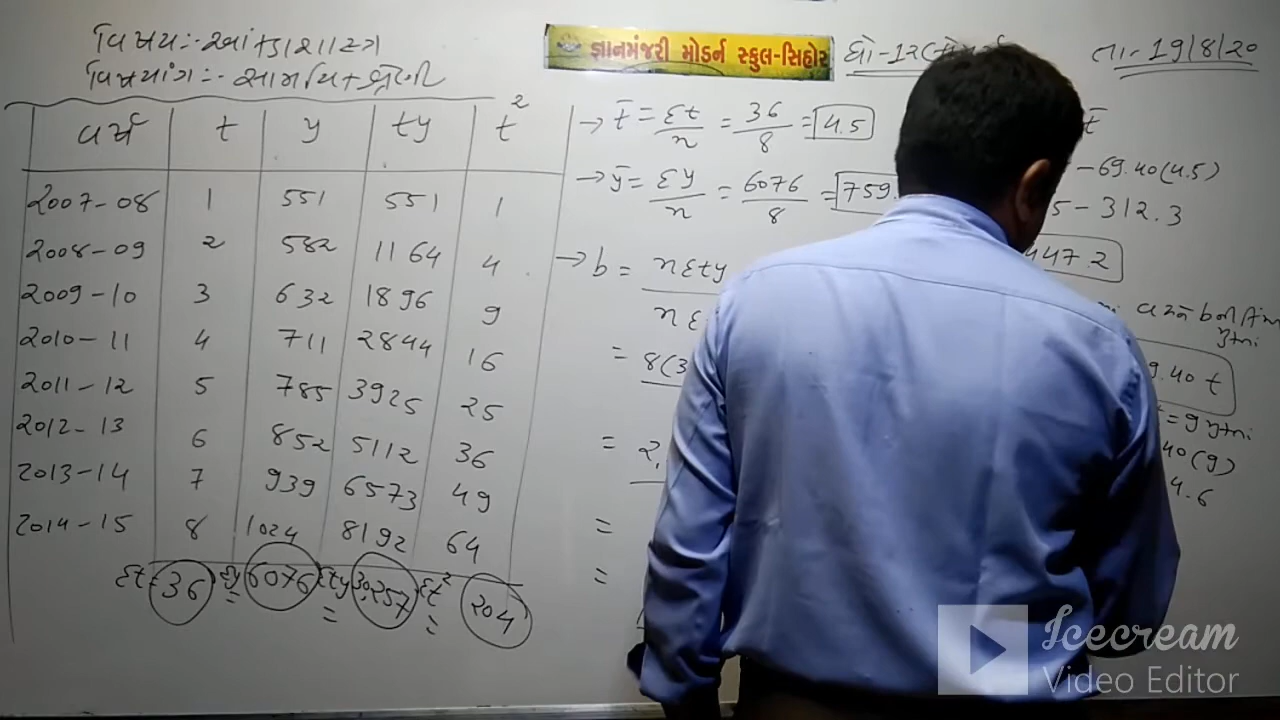 વિષય:- આંકડાશાસ્ત્ર
વિષયાંગ:- સામયિક શ્રેણી
જ્ઞાનમંજરી મોડર્ન સ્કુલ-સિહોર
ધો-12
તા-19/8/20
વર્ષ t y ty t²
2007-08 1 551 551 1
2008-09 2 582 1164 4
2009-10 3 632 1896 9
2010-11 4 711 2844 16
2011-12 5 785 3925 25
2012-13 6 852 5112 36
2013-14 7 939 6573 49
2014-15 8 1024 8192 64
Σt=36 Σy 6076 Σty 30,257 Σt² 204
→ t̄ = Σt/n = 36/8 = 4.5
→ ȳ = Σy/n = 6076/8 = 759.
→ b = nΣty
nΣ
= 8(3
= 2,
=
=
t̄
-69.40(4.5)
5-312.3
447.2
9.40 t
t=9
40(9)
4.6
Icecream
Video Editor